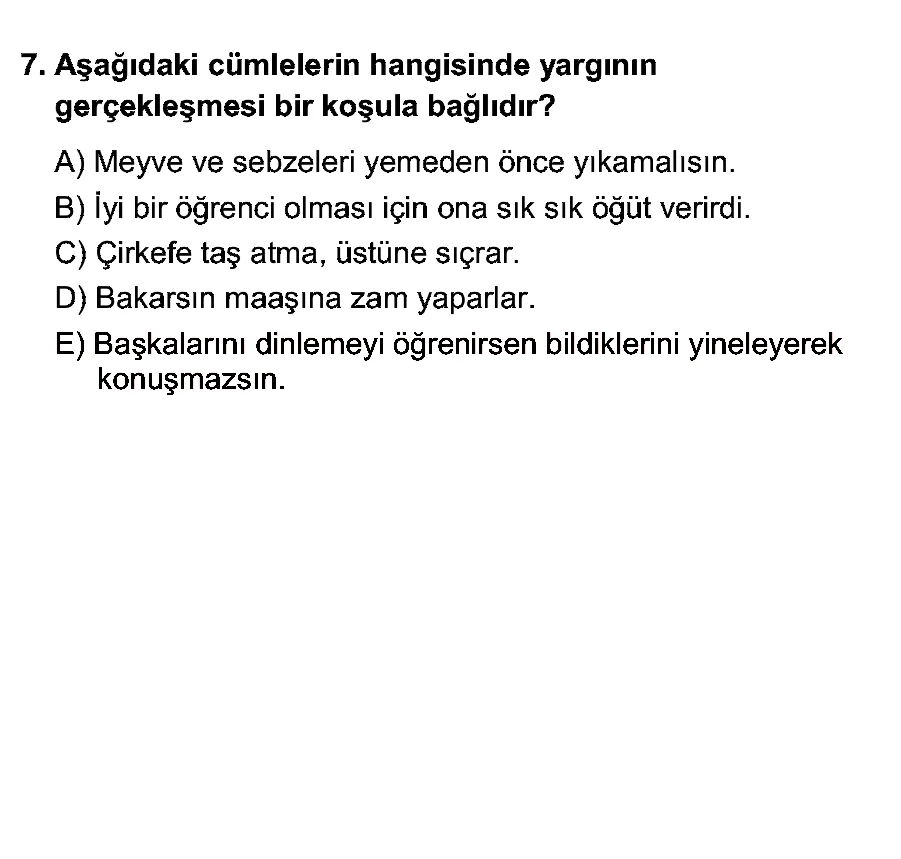 7. Aşağıdaki cümlelerin hangisinde yargının
gerçekleşmesi bir koşula bağlıdır?
A) Meyve ve sebzeleri yemeden önce yıkamalısın.
B) İyi bir öğrenci olması için ona sık sık öğüt verirdi.
C) Çirkefe taş atma, üstüne sıçrar.
D) Bakarsın maaşına zam yaparlar.
E) Başkalarını dinlemeyi öğrenirsen bildiklerini yineleyerek
konuşmazsın.